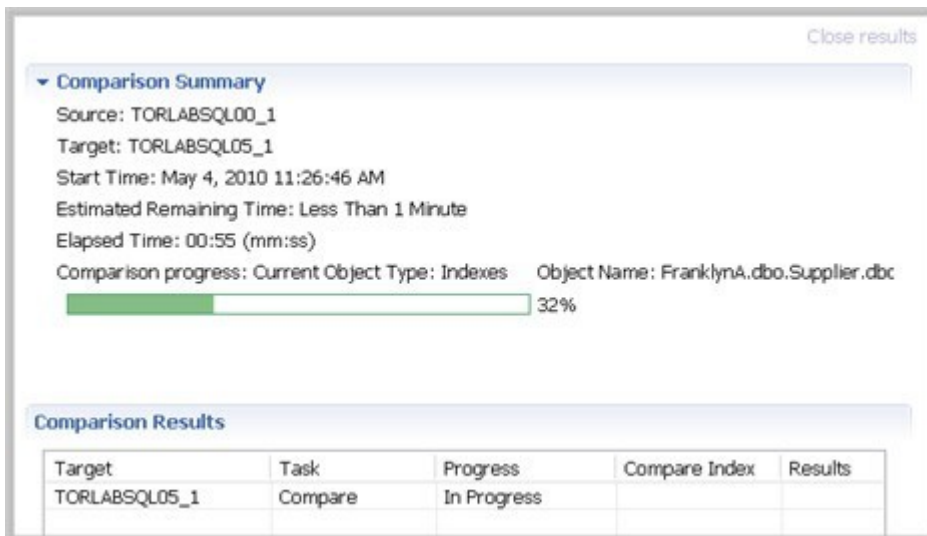 Close results
Comparison Summary
Source: TORLABSQL00_1
Target: TORLABSQL05_1
Start Time: May 4, 2010 11:26:46 AM
Estimated Remaining Time: Less Than 1 Minute
Elapsed Time: 00:55 (mm:ss)
Comparison progress: Current Object Type: Indexes Object Name: FranklynA.dbo.Supplier.dbc
32%
Comparison Results
Target Task Progress Compare Index Results
TORLABSQL05_1 Compare In Progress